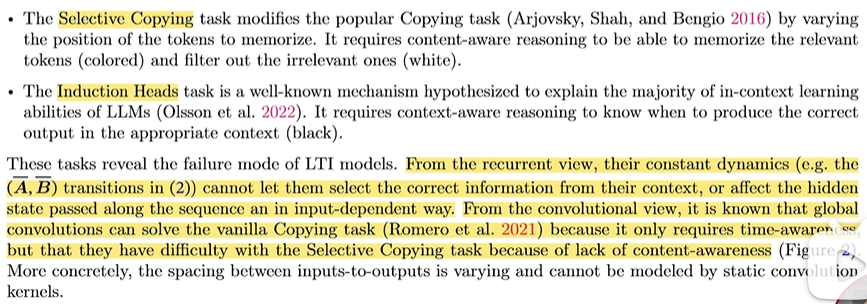 • The Selective Copying task modifies the popular Copying task (Arjovsky, Shah, and Bengio 2016) by varying
the position of the tokens to memorize. It requires content-aware reasoning to be able to memorize the relevant
tokens (colored) and filter out the irrelevant ones (white).
• The Induction Heads task is a well-known mechanism hypothesized to explain the majority of in-context learning
abilities of LLMs (Olsson et al. 2022). It requires context-aware reasoning to know when to produce the correct
output in the appropriate context (black).
These tasks reveal the failure mode of LTI models. From the recurrent view, their constant dynamics (e.g. the
(A̅, B̅) transitions in (2)) cannot let them select the correct information from their context, or affect the hidden
state passed along the sequence an in input-dependent way. From the convolutional view, it is known that global
convolutions can solve the vanilla Copying task (Romero et al. 2021) because it only requires time-awareness,
but that they have difficulty with the Selective Copying task because of lack of content-awareness (Figure 2).
More concretely, the spacing between inputs-to-outputs is varying and cannot be modeled by static convolution
kernels.